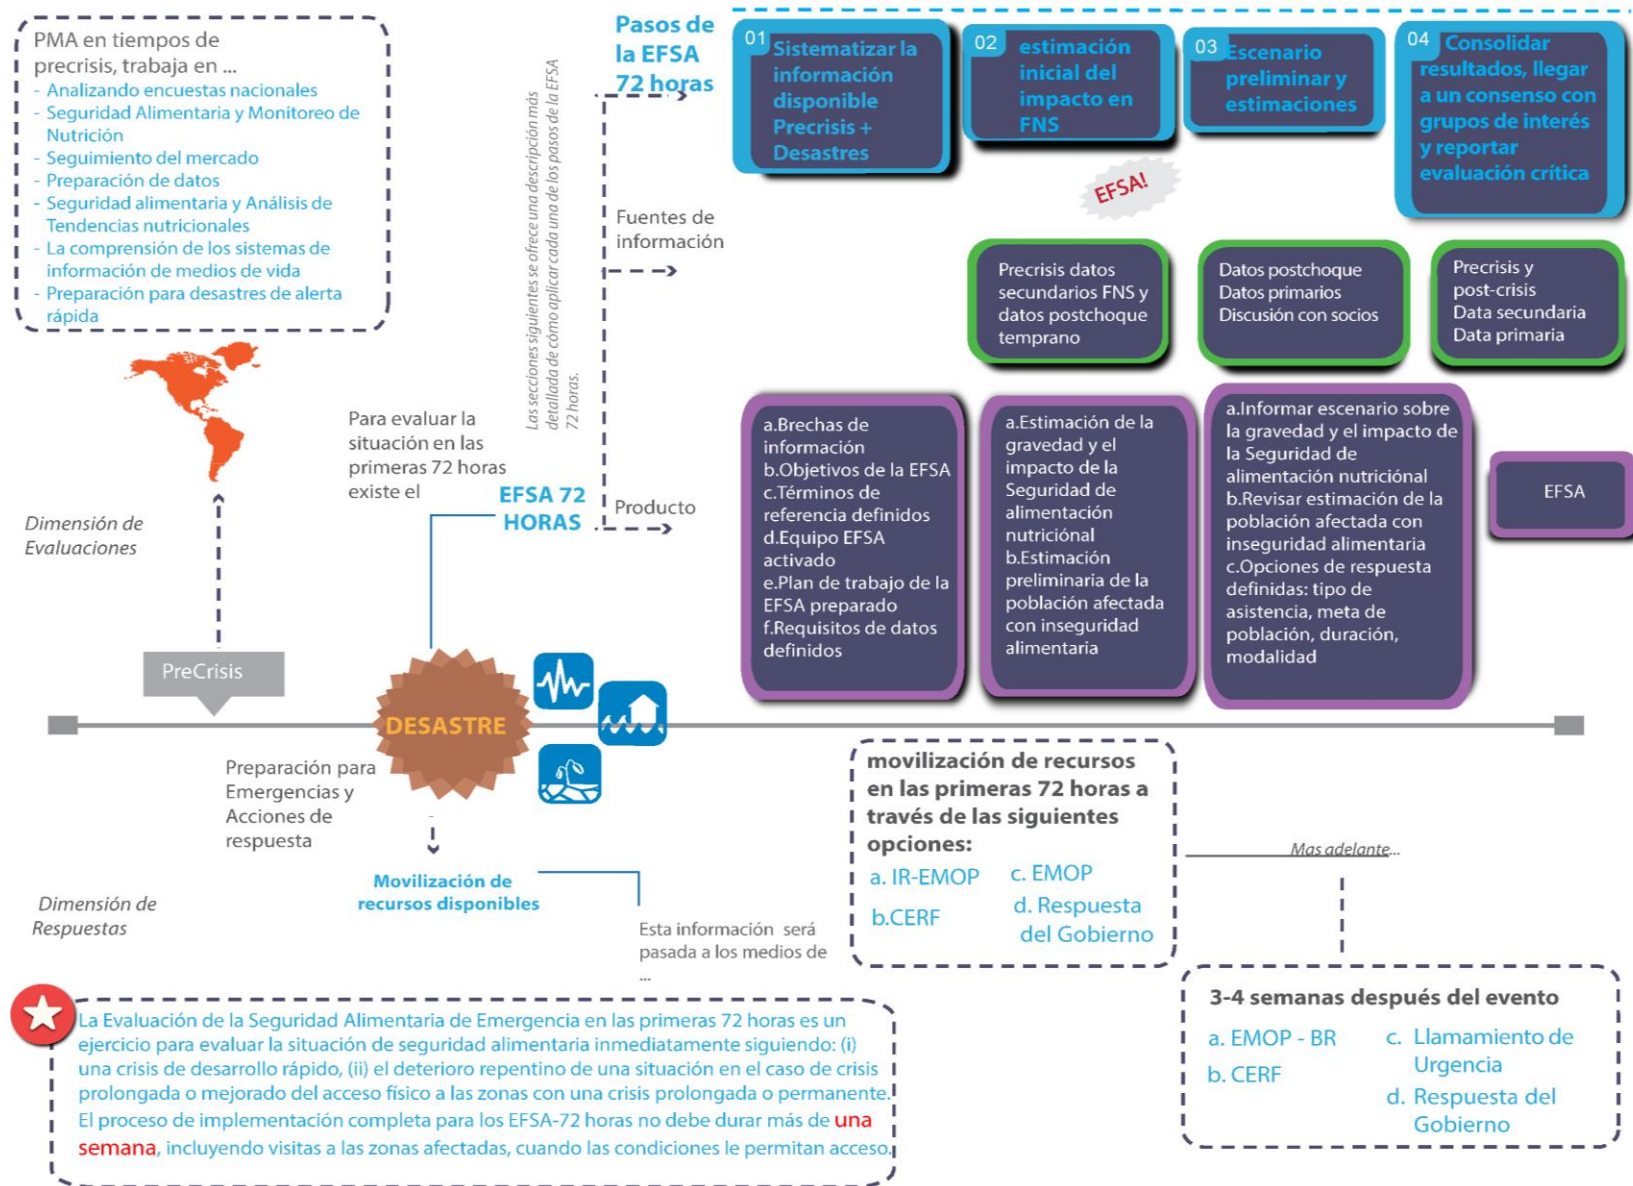 PMA en tiempos de
precrisis, trabaja en ...
- Analizando encuestas nacionales
- Seguridad Alimentaria y Monitoreo de
Nutrición
- Seguimiento del mercado
- Preparación de datos
- Seguridad alimentaria y Análisis de
Tendencias nutricionales
- La comprensión de los sistemas de
información de medios de vida
- Preparación para desastres de alerta
rápida
Pasos de
la EFSA
72 horas
01 Sistematizar la
información
disponible
Precrisis +
Desastres
02 estimación
inicial del
impacto en
FNS
03 Escenario
preliminar y
estimaciones
04 Consolidar
resultados, llegar
a un consenso con
grupos de interés
y reportar
evaluación crítica
EFSA!
Las secciones siguientes se ofrece una descripción más
detallada de cómo aplicar cada una de los pasos de la EFSA
72 horas.
Fuentes de
información
Precrisis datos
secundarios FNS y
datos postchoque
temprano
Datos postchoque
Datos primarios
Discusión con socios
Precrisis y
post-crisis
Data secundaria
Data primaria
Para evaluar la
situación en las
primeras 72 horas
existe el
EFSA 72
HORAS
Producto
a.Brechas de
información
b.Objetivos de la EFSA
c.Términos de
referencia definidos
d.Equipo EFSA
activado
e.Plan de trabajo de la
EFSA preparado
f.Requisitos de datos
definidos
a.Estimación de la
gravedad y el
impacto de la
Seguridad de
alimentación
nutriciónal
b.Estimación
preliminaria de la
población afectada
con inseguridad
alimentaria
a.Informar escenario sobre
la gravedad y el impacto de
la Seguridad de
alimentación nutriciónal
b.Revisar estimación de la
población afectada con
inseguridad alimentaria
c.Opciones de respuesta
definidas: tipo de
asistencia, meta de
población, duración,
modalidad
EFSA
Dimensión de
Evaluaciones
PreCrisis
DESASTRE
Preparación para
Emergencias y
Acciones de
respuesta
Movilización de
recursos disponibles
Dimensión de
Respuestas
Esta información será
pasada a los medios de
...
movilización de recursos
en las primeras 72 horas a
través de las siguientes
opciones:
a. IR-EMOP
b.CERF
c. EMOP
d. Respuesta
del Gobierno
Mas adelante...
3-4 semanas después del evento
a. EMOP - BR
b. CERF
c. Llamamiento de
Urgencia
d. Respuesta del
Gobierno
La Evaluación de la Seguridad Alimentaria de Emergencia en las primeras 72 horas es un
ejercicio para evaluar la situación de seguridad alimentaria inmediatamente siguiendo: (i)
una crisis de desarrollo rápido, (ii) el deterioro repentino de una situación en el caso de crisis
prolongada o mejorado del acceso físico a las zonas con una crisis prolongada o permanente.
El proceso de implementación completa para los EFSA-72 horas no debe durar más de una
semana, incluyendo visitas a las zonas afectadas, cuando las condiciones le permitan acceso.